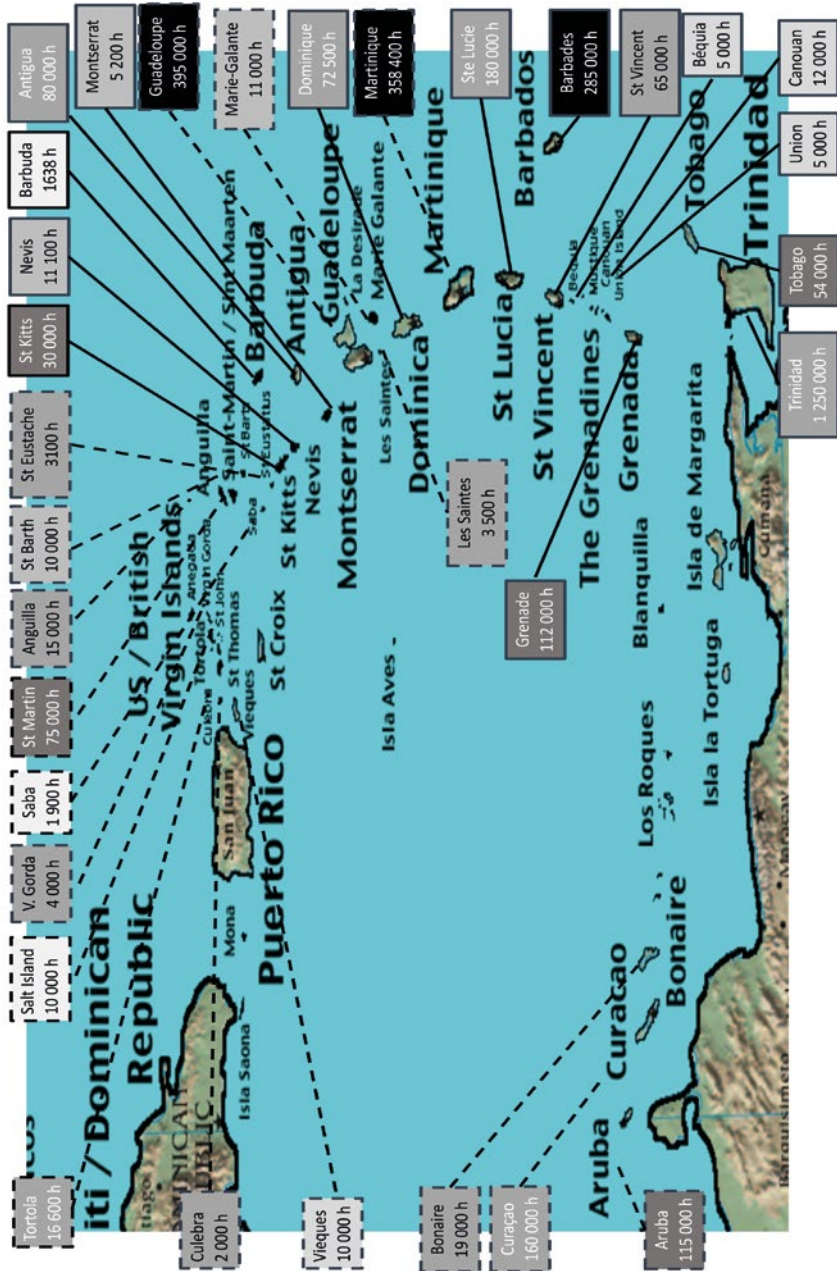 Tortola
16 600 h
Salt Island
10 000 h
V. Gorda
4 000 h
Saba
1 900 h
St Martin
75 000 h
Anguilla
15 000 h
St Barth
10 000 h
St Eustache
3100 h
St Kitts
30 000 h
Nevis
11 100 h
Barbuda
1638 h
Antigua
80 000 h
Montserrat
5 200 h
Guadeloupe
395 000 h
Marie-Galante
11 000 h
Dominique
72 500 h
Martinique
358 400 h
Ste Lucie
180 000 h
Barbades
285 000 h
St Vincent
65 000 h
Béquia
5 000 h
Canouan
12 000 h
Union
5 000 h
Tobago
54 000 h
Trinidad
1 250 000 h
Grenade
112 000 h
Les Saintes
3 500 h
Culebra
2 000 h
Vieques
10 000 h
Bonaire
19 000 h
Curaçao
160 000 h
Aruba
115 000 h
cos
iti / Dominican
Republic
tiago
Isla Saona
Mona
Puerto Rico
San Juan
US / British
Virgin Islands
Culebra
Tortola
Anegada
Virgin Gorda
St John
St Thomas
Vieques
St Croix
Anguilla
Saint-Martin / Sint Maarten
St Barts
St Eustatius
Saba
St Kitts
Nevis
Barbuda
Antigua
Montserrat
Guadeloupe
La Desirade
Marie Galante
Les Saintes
Dominica
Martinique
Isla Aves
St Lucia
Barbados
St Vincent
The Grenadines
Bequia
Mustique
Canouan
Union Island
Grenada
Tobago
Trinidad
Isla de Margarita
Blanquilla
Los Roques
Isla la Tortuga
Cumana
Bonaire
Curacao
Aruba
Maracay